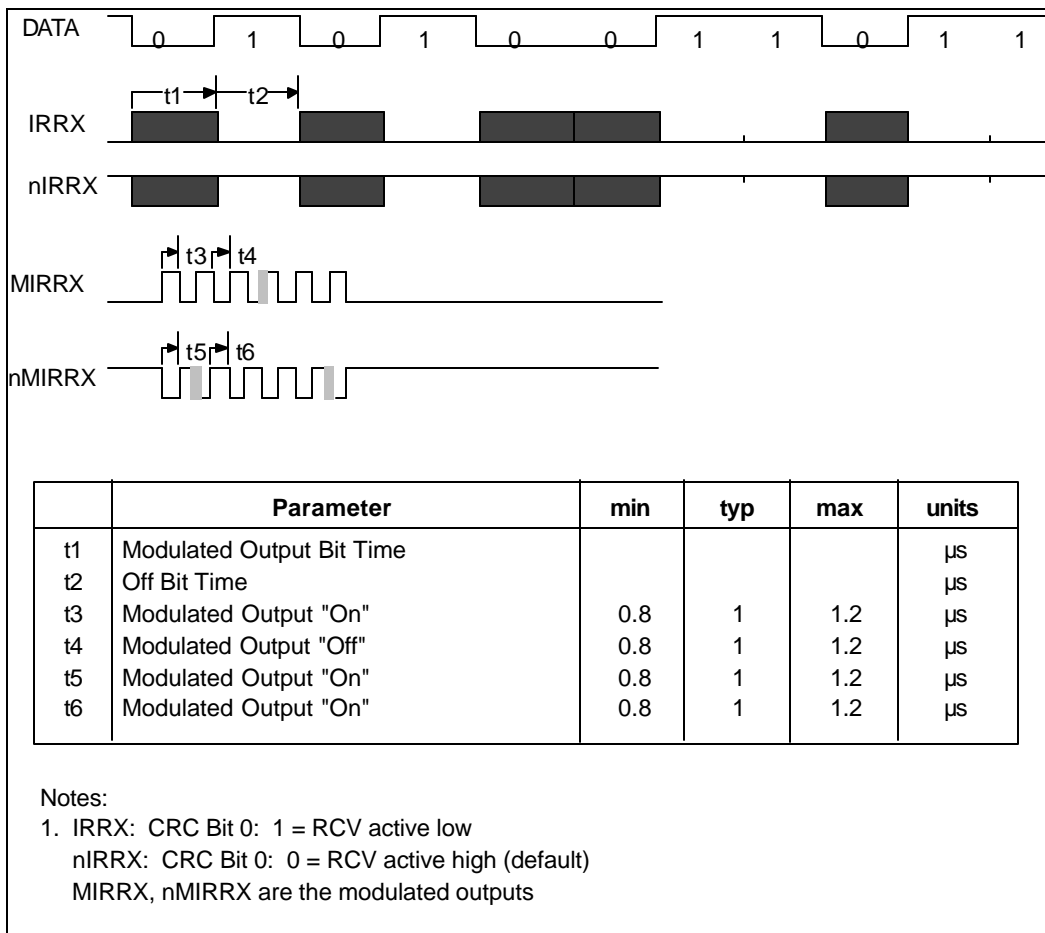 DATA 0 1 0 1 0 0 1 1 0 1 1
t1 t2
IRRX
nIRRX
t3 t4
MIRRX
t5 t6
nMIRRX
Parameter min typ max units
t1 Modulated Output Bit Time µs
t2 Off Bit Time µs
t3 Modulated Output "On" 0.8 1 1.2 µs
t4 Modulated Output "Off" 0.8 1 1.2 µs
t5 Modulated Output "On" 0.8 1 1.2 µs
t6 Modulated Output "On" 0.8 1 1.2 µs
Notes:
1. IRRX: CRC Bit 0: 1 = RCV active low
nIRRX: CRC Bit 0: 0 = RCV active high (default)
MIRRX, nMIRRX are the modulated outputs